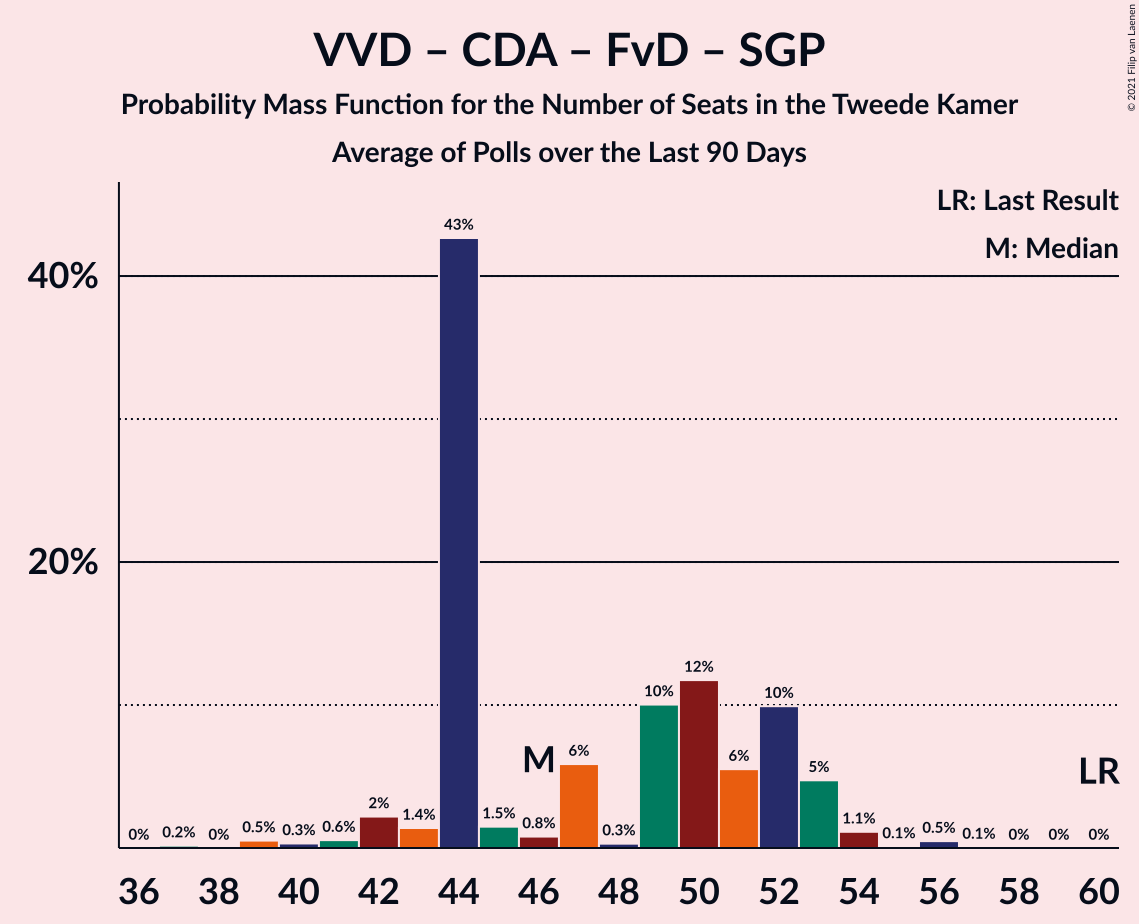 VVD – CDA – FvD – SGP
Probability Mass Function for the Number of Seats in the Tweede Kamer
Average of Polls over the Last 90 Days
© 2021 Filip van Laenen
LR: Last Result
M: Median
40%
20%
0% 0.2% 0% 0.5% 0.3% 0.6% 2% 1.4% 43% 1.5% 0.8% 6% 0.3% 10% 12% 6% 10% 5% 1.1% 0.1% 0.5% 0.1% 0% 0% 0%
M
LR
36 38 40 42 44 46 48 50 52 54 56 58 60